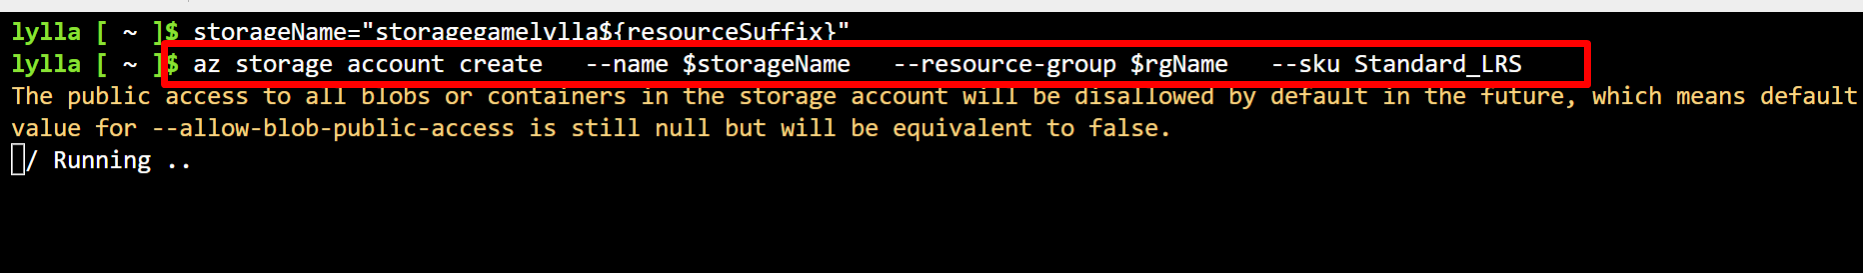 lylla [ ~ ]$ storageName="storagegamelylla${resourceSuffix}"
lylla [ ~ ]$ az storage account create   --name $storageName   --resource-group $rgName   --sku Standard_LRS
The public access to all blobs or containers in the storage account will be disallowed by default in the future, which means default
value for --allow-blob-public-access is still null but will be equivalent to false.
/ Running ..